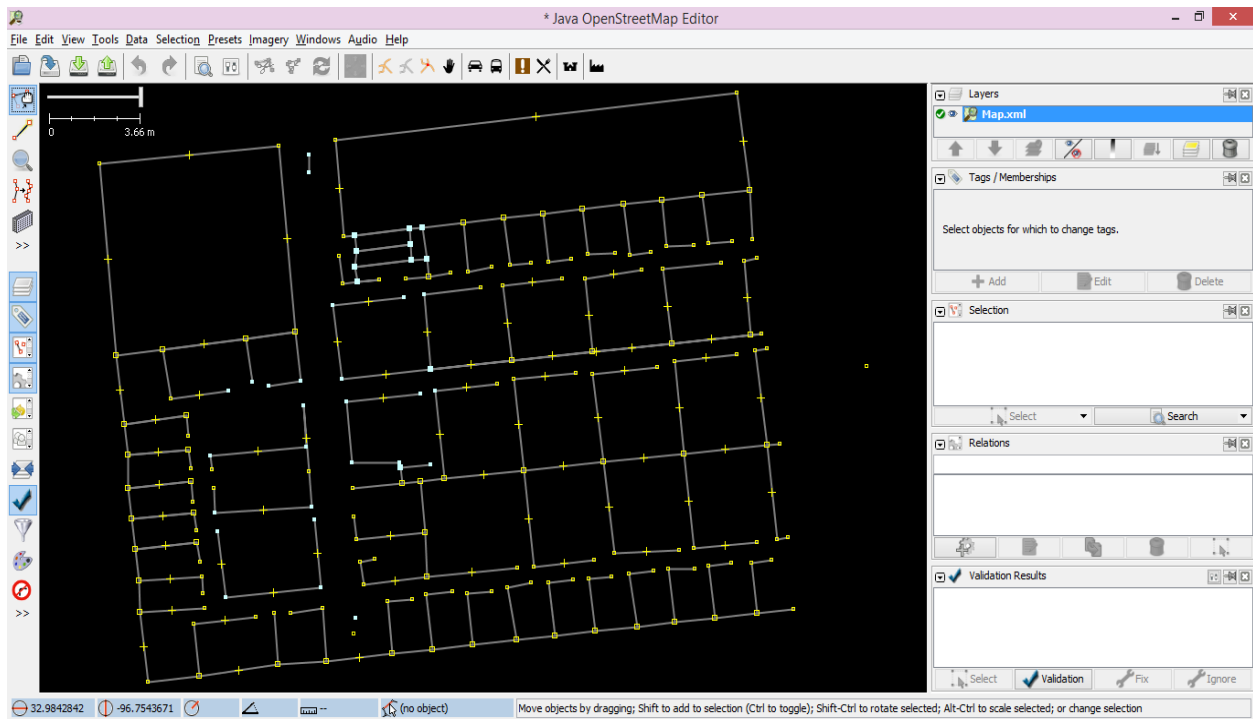 * Java OpenStreetMap Editor
File Edit View Tools Data Selection Presets Imagery Windows Audio Help
0 3.66 m
>>
>>
Layers
Map.xml
Tags / Memberships
Select objects for which to change tags.
Add Edit Delete
Selection
Select Search
Relations
Validation Results
Select Validation Fix Ignore
32.9842842 -96.7543671 -- (no object) Move objects by dragging; Shift to add to selection (Ctrl to toggle); Shift-Ctrl to rotate selected; Alt-Ctrl to scale selected; or change selection